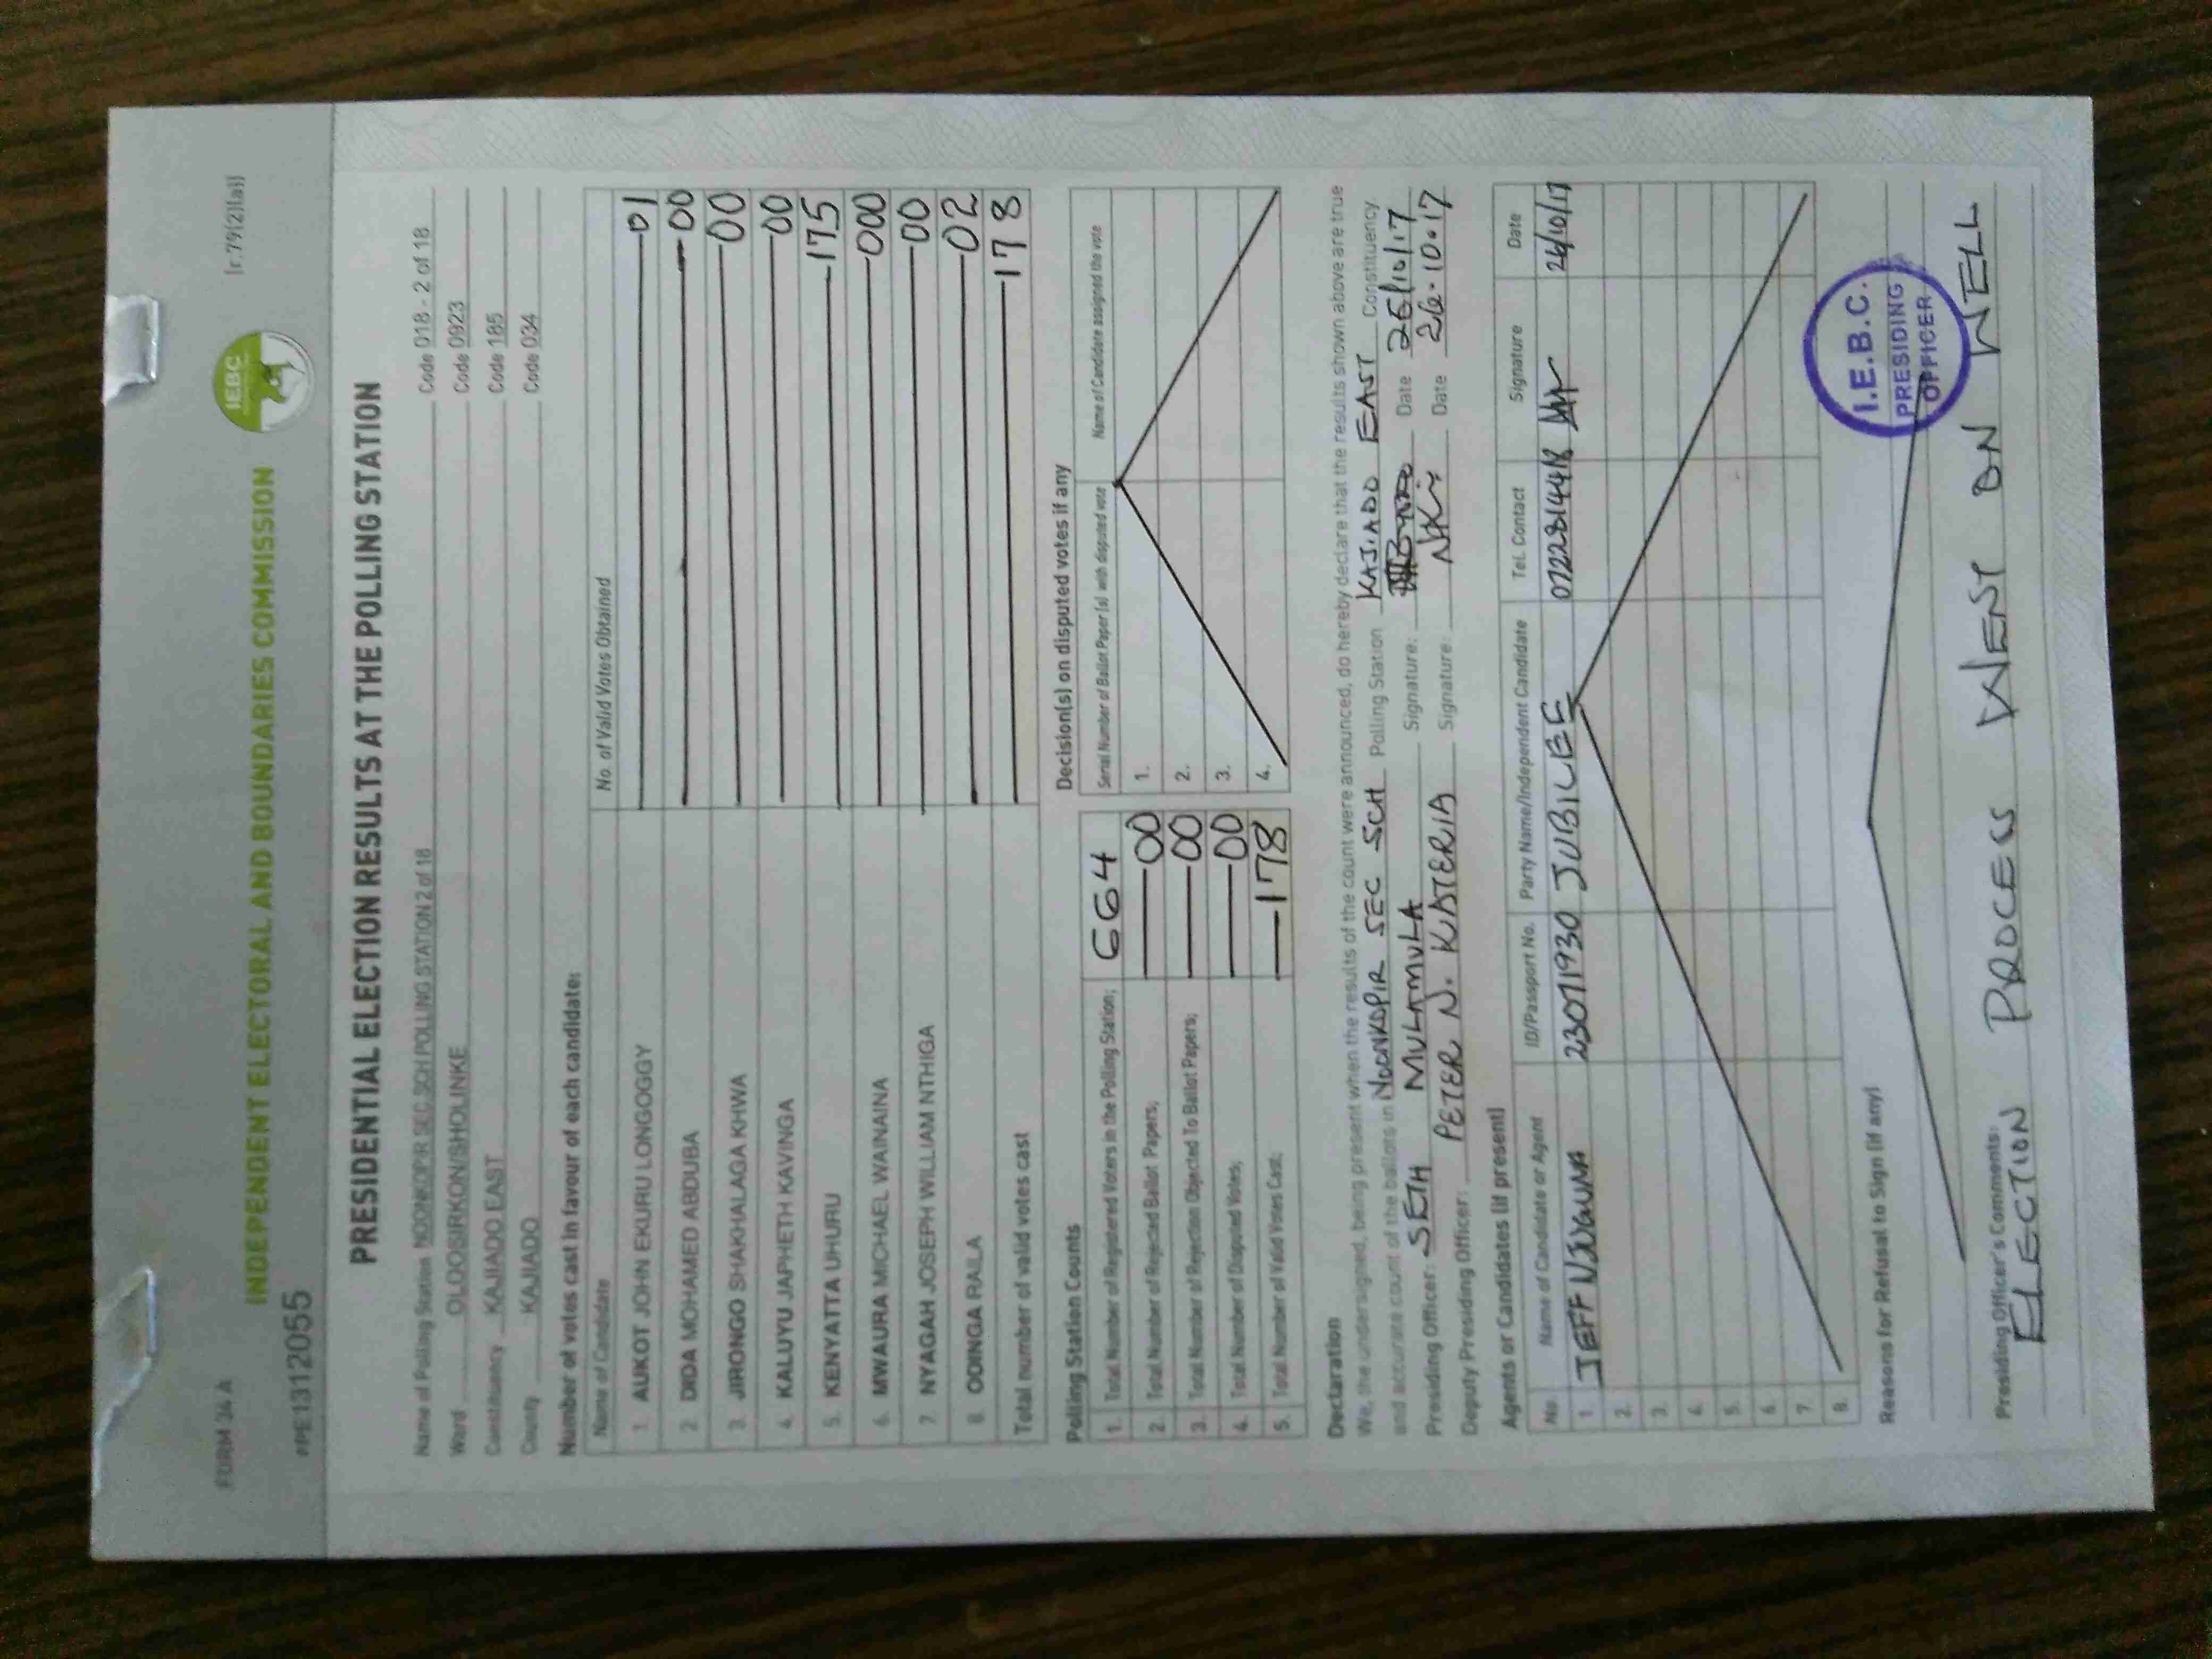 FORM 34 A
[r.79(2)(a)]
IEBC
INDEPENDENT ELECTORAL AND BOUNDARIES COMMISSION
PRE1312055
PRESIDENTIAL ELECTION RESULTS AT THE POLLING STATION
Name of Polling Station NOONKOPIR SEC SCH POLLING STATION 2 of 18 Code 018 - 2 of 18
Ward OLOOSIRKON/SHOLINKE Code 0923
Constituency KAJIADO EAST Code 185
County KAJIADO Code 034
Number of votes cast in favour of each candidate:
Name of Candidate No. of Valid Votes Obtained
1. AUKOT JOHN EKURU LONGOGGY 01
2. DIDA MOHAMED ABDUBA 00
3. JIRONGO SHAKHALAGA KHWA 00
4. KALUYU JAPHETH KAVINGA 00
5. KENYATTA UHURU 175
6. MWAURA MICHAEL WAINAINA 000
7. NYAGAH JOSEPH WILLIAM NTHIGA 00
8. ODINGA RAILA 02
Total number of valid votes cast 178
Polling Station Counts
1. Total Number of Registered Voters in the Polling Station; 664
2. Total Number of Rejected Ballot Papers; 00
3. Total Number of Rejection Objected To Ballot Papers; 00
4. Total Number of Disputed Votes; 00
5. Total Number of Valid Votes Cast; 178
Decision(s) on disputed votes if any
Serial Number of Ballot Paper (s) with disputed vote Name of Candidate assigned the vote
1.
2.
3.
4.
Declaration
We, the undersigned, being present when the results of the count were announced, do hereby declare that the results shown above are true
and accurate count of the ballots in NOONKOPIR SEC SCH Polling Station KAJIADO EAST Constituency.
Presiding Officer: SETH MULAMULA Signature: Date 26/10/17
Deputy Presiding Officer: PETER N. KATERIA Signature: Date 26.10.17
Agents or Candidates (if present)
No. Name of Candidate or Agent ID/Passport No. Party Name/Independent Candidate Tel. Contact Signature Date
1. JEFF 23071930 JUBILEE 0722814418 26/10/17
2.
3.
4.
5.
6.
7.
8.
Reasons for Refusal to Sign (if any)
I.E.B.C.
PRESIDING
OFFICER
Presiding Officer's Comments:
ELECTION PROCESS WENT ON WELL